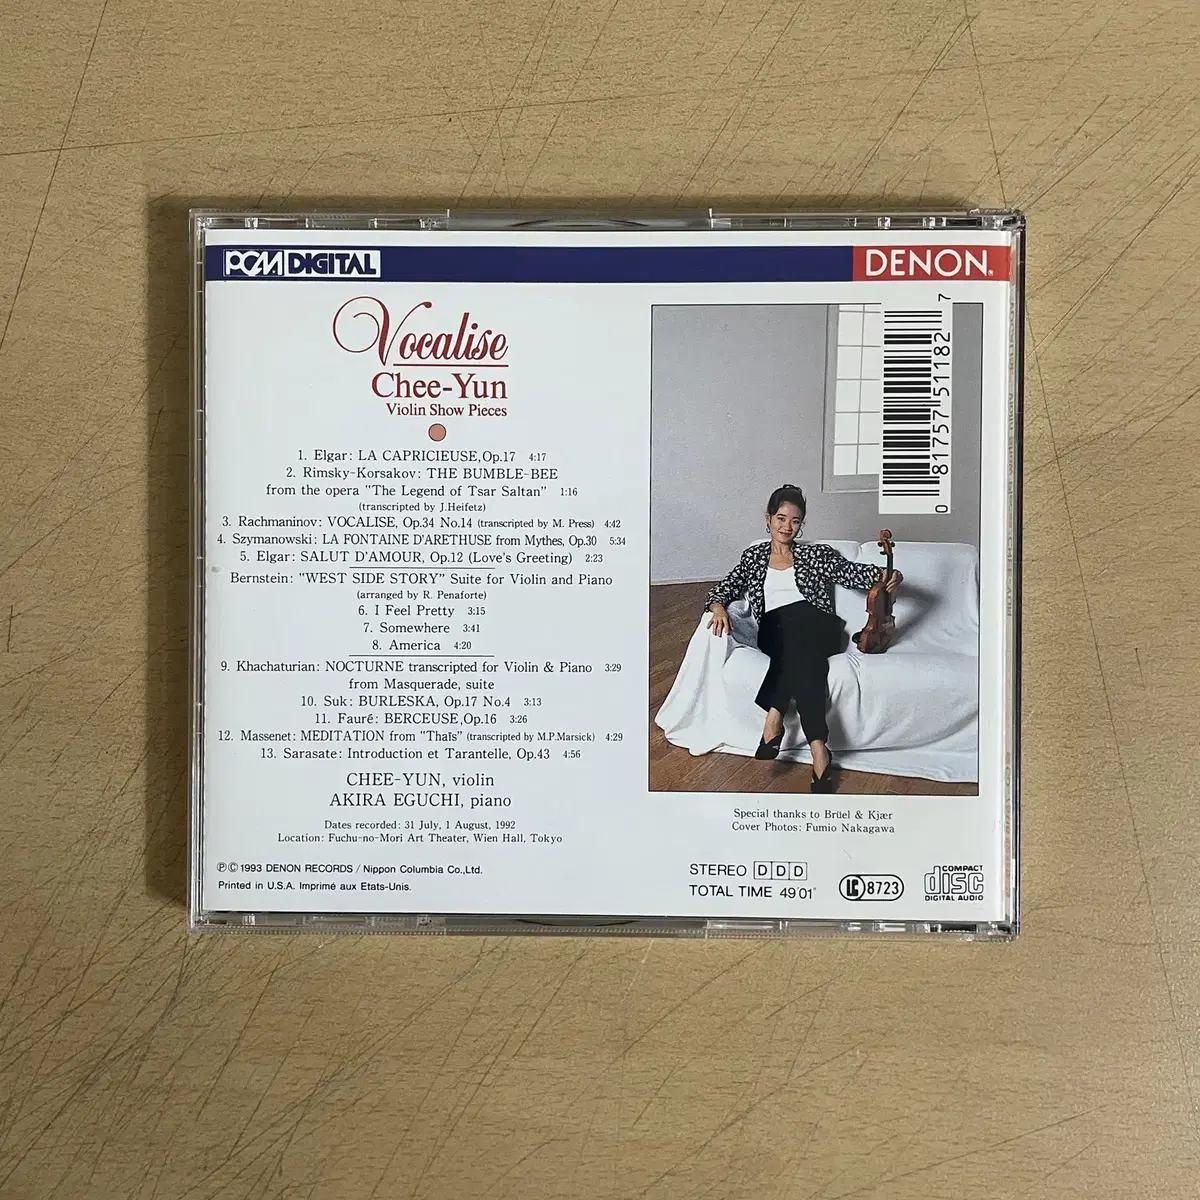 PCM DIGITAL
DENON®
Vocalise
Chee-Yun
Violin Show Pieces
1. Elgar: LA CAPRICIEUSE,Op.17 4:17
2. Rimsky-Korsakov: THE BUMBLE-BEE
from the opera "The Legend of Tsar Saltan" 1:16
(transcribed by J.Heifetz)
3. Rachmaninov: VOCALISE, Op.34 No.14 (transcribed by M. Press) 4:42
4. Szymanowski: LA FONTAINE D'ARETHUSE from Mythes, Op.30 5:34
5. Elgar: SALUT D'AMOUR, Op.12 (Love's Greeting) 2:23
Bernstein: "WEST SIDE STORY" Suite for Violin and Piano
(arranged by R. Penaforte)
6. I Feel Pretty 3:15
7. Somewhere 3:41
8. America 4:20
9. Khachaturian: NOCTURNE transcribed for Violin & Piano 3:29
from Masquerade, suite
10. Suk: BURLESKA, Op.17 No.4 3:13
11. Fauré: BERCEUSE,Op.16 3:26
12. Massenet: MEDITATION from "Thaïs" (transcribed by M.P.Marsick) 4:29
13. Sarasate: Introduction et Tarantelle, Op.43 4:56
CHEE-YUN, violin
AKIRA EGUCHI, piano
Dates recorded: 31 July, 1 August, 1992
Location: Fuchu-no-Mori Art Theater, Wien Hall, Tokyo
℗©1993 DENON RECORDS / Nippon Columbia Co.,Ltd.
Printed in U.S.A. Imprimé aux Etats-Unis.
0 81757 51182 7
Special thanks to Brüel & Kjær
Cover Photos: Fumio Nakagawa
STEREO DDD
TOTAL TIME 49'01"
LC 8723
COMPACT
disc
DIGITAL AUDIO